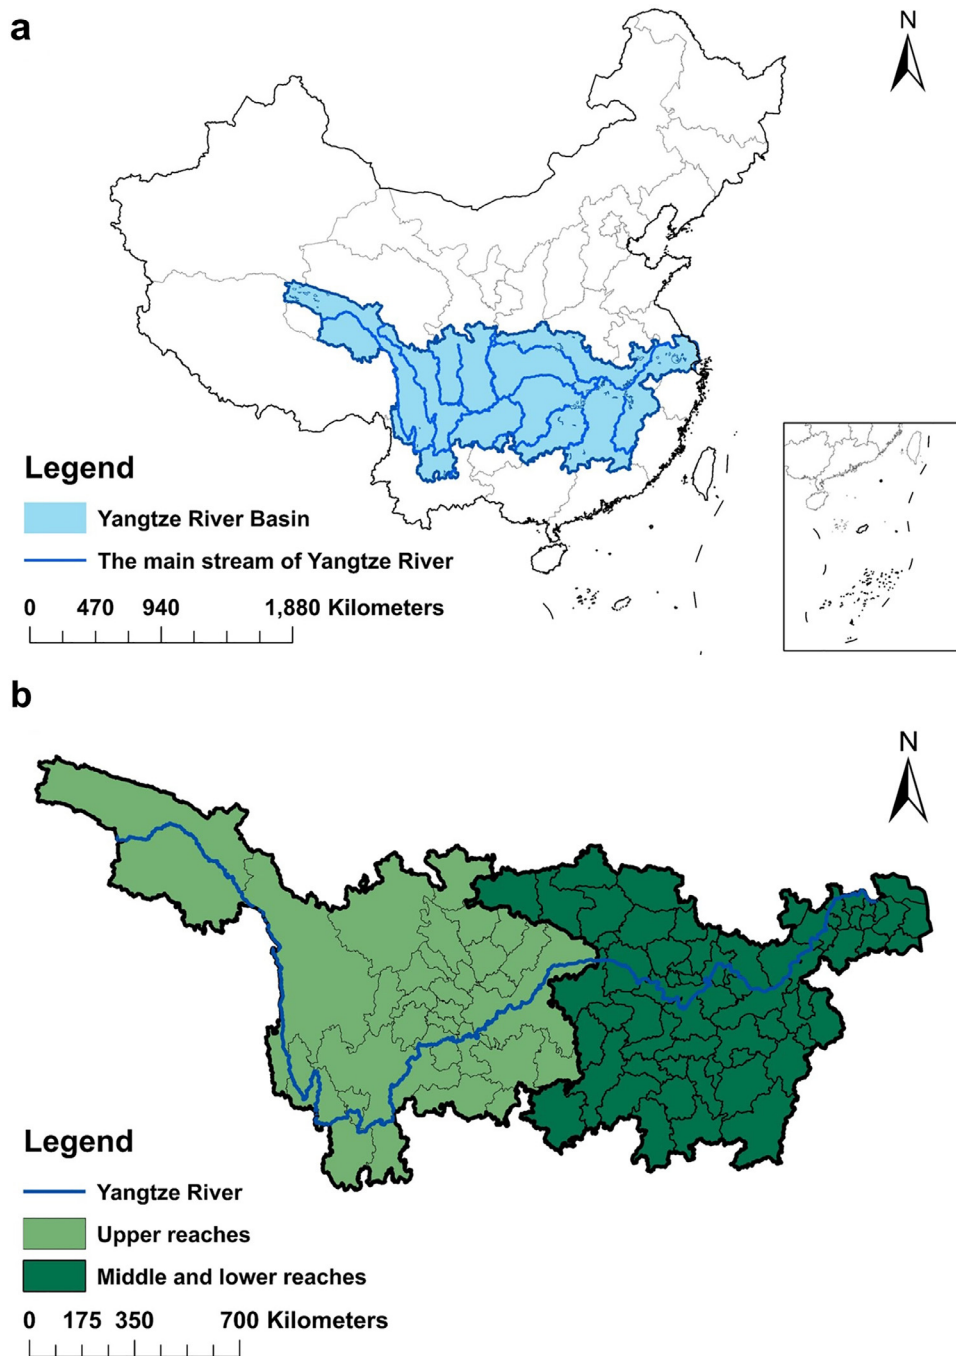 a
N
Legend
Yangtze River Basin
The main stream of Yangtze River
0 470 940 1,880 Kilometers
b
N
Legend
Yangtze River
Upper reaches
Middle and lower reaches
0 175 350 700 Kilometers